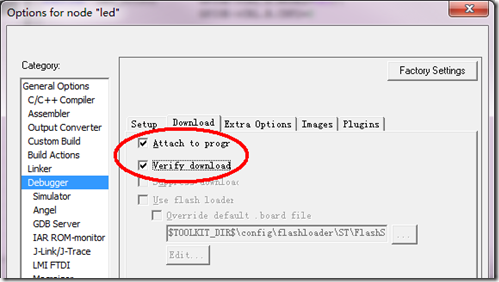 Options for node "led"
Category:
Factory Settings
General Options
C/C++ Compiler
Assembler
Output Converter
Custom Build
Build Actions
Linker
Debugger
Simulator
Angel
GDB Server
IAR ROM-monitor
J-Link/J-Trace
LMI FTDI
Setup Download Extra Options Images Plugins
Attach to progr
Verify download
Suppress download
Use flash loader
Override default .board file
$TOOLKIT_DIR$\config\flashloader\ST\FlashS
...
Edit...